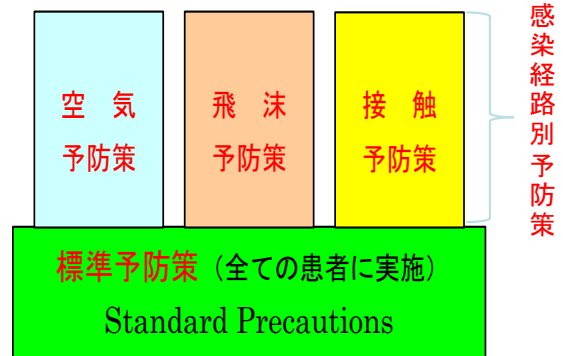 空　気
予防策
飛　沫
予防策
接　触
予防策
感染経路別予防策
標準予防策（全ての患者に実施）
Standard Precautions